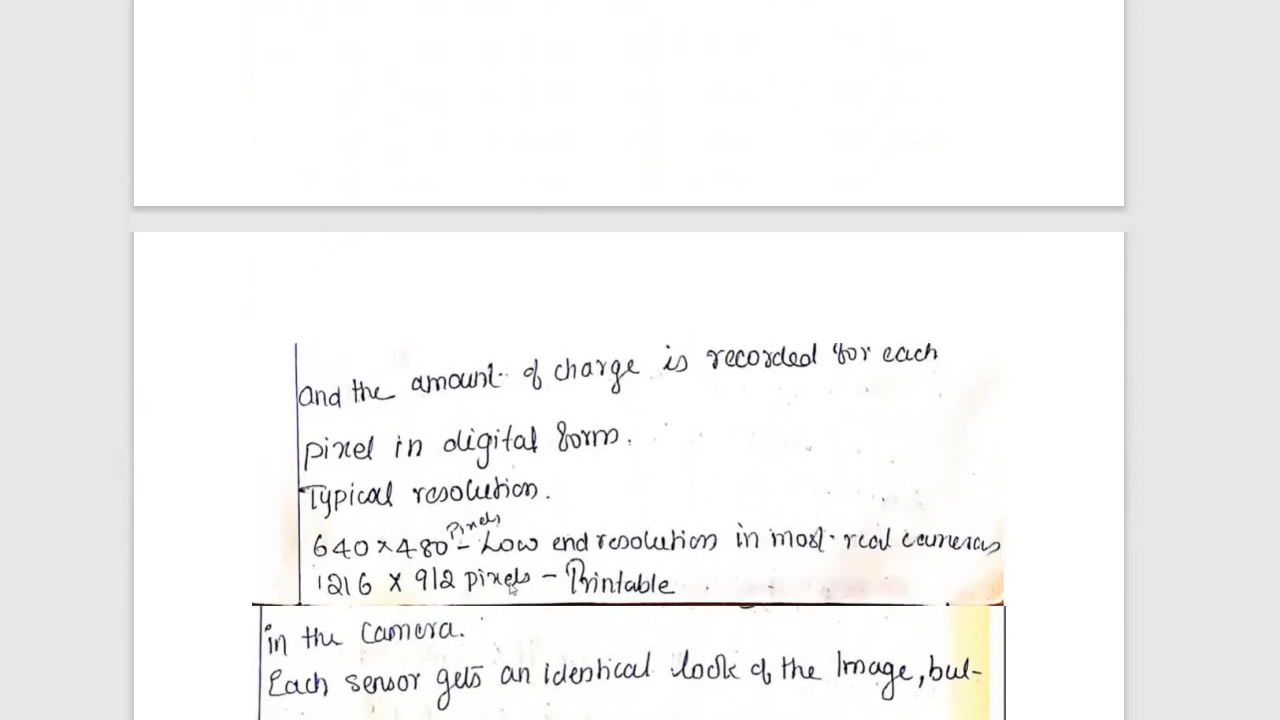 and the amount of charge is recorded for each
pixel in digital form.
Typical resolution.
640 x 480 pixels - Low end resolution in most real cameras
1216 x 912 pixels - Printable
in the camera.
Each sensor gets an identical look of the Image, but